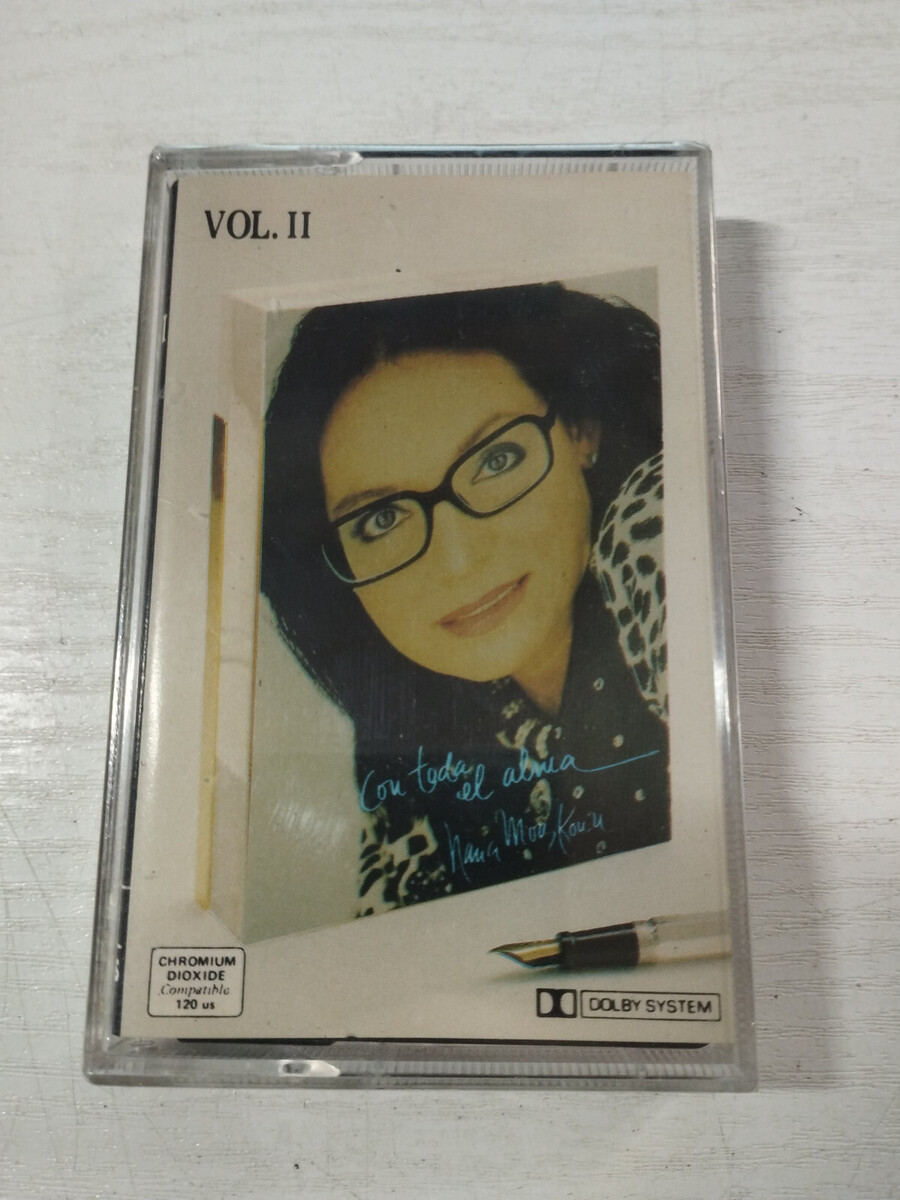 VOL. II
Con toda
el alma
Nana Mouskouri
CHROMIUM
DIOXIDE
Compatible
120 us
DOLBY SYSTEM